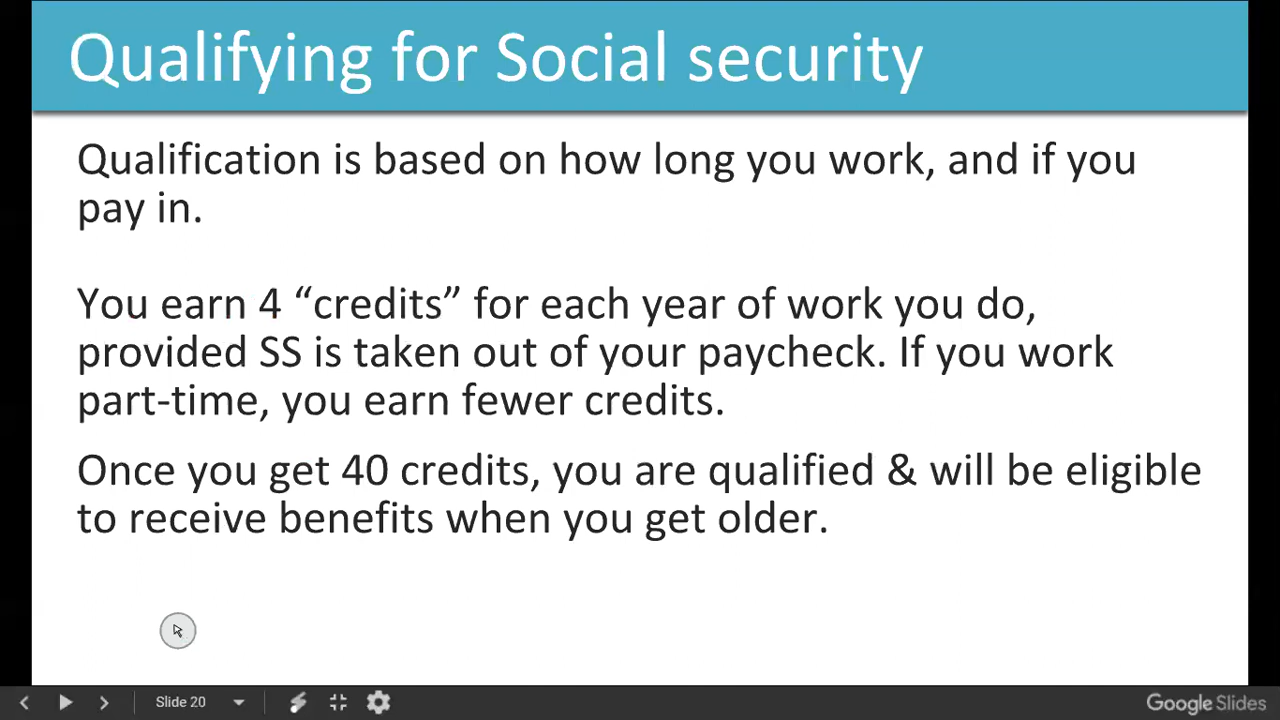 Qualifying for Social security
Qualification is based on how long you work, and if you
pay in.
You earn 4 “credits” for each year of work you do,
provided SS is taken out of your paycheck. If you work
part-time, you earn fewer credits.
Once you get 40 credits, you are qualified & will be eligible
to receive benefits when you get older.
Slide 20
Google Slides